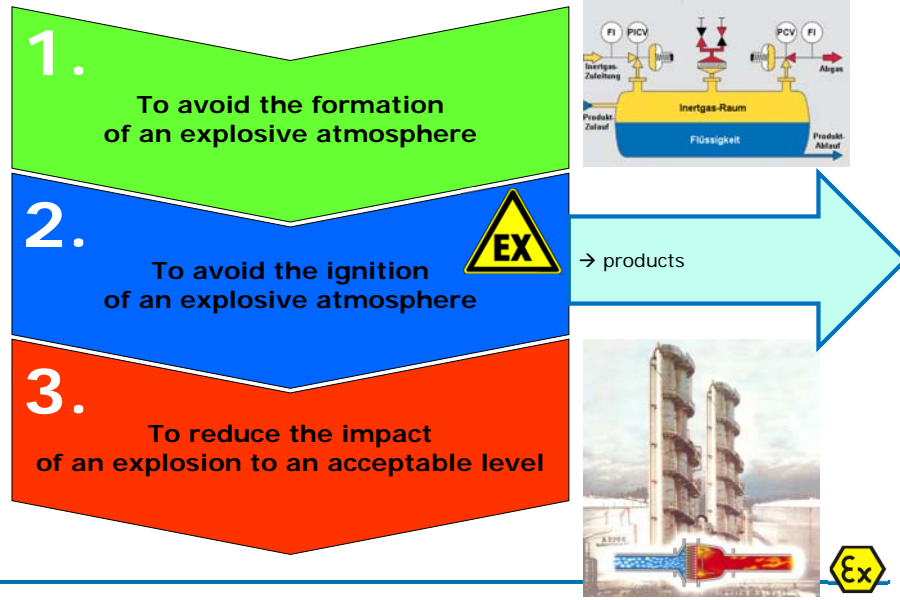 1.
To avoid the formation
of an explosive atmosphere
FI PICV PCV FI
Inertgas-
Zuleitung
Abgas
Inertgas-Raum
Produkt-
Zulauf
Flüssigkeit
Produkt-
Ablauf
2.
EX
To avoid the ignition
of an explosive atmosphere
→ products
3.
To reduce the impact
of an explosion to an acceptable level
Ex